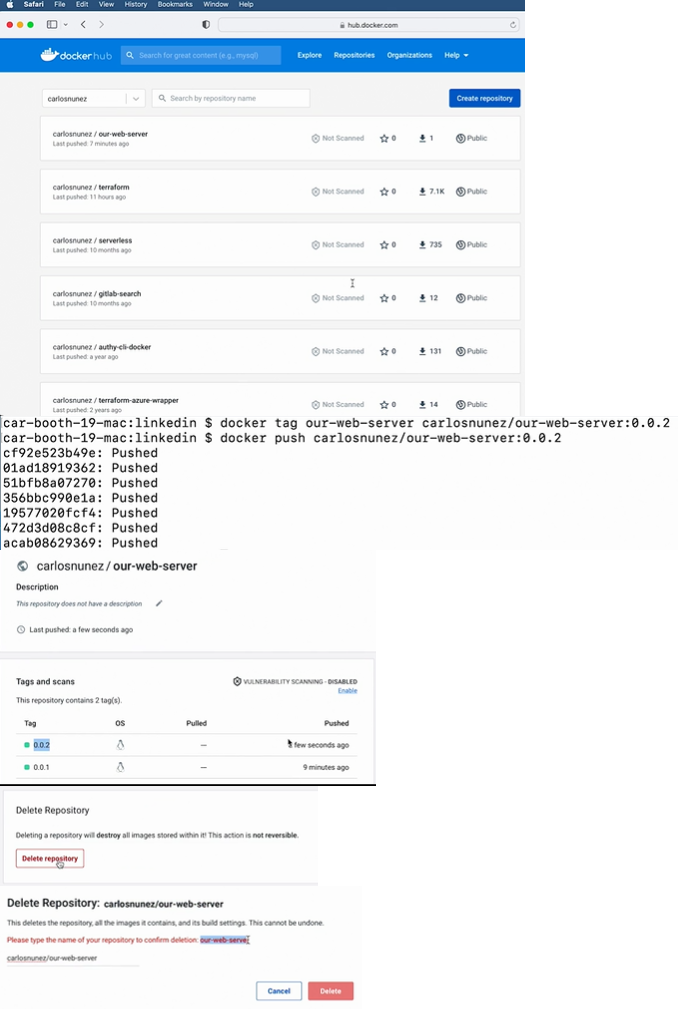 Safari File Edit View History Bookmarks Window Help
hub.docker.com
dockerhub Search for great content (e.g., mysql) Explore Repositories Organizations Help
carlosnunez Search by repository name Create repository
carlosnunez / our-web-server Not Scanned 0 1 Public
Last pushed: 7 minutes ago
carlosnunez / terraform Not Scanned 0 7.1K Public
Last pushed: 11 hours ago
carlosnunez / serverless Not Scanned 0 735 Public
Last pushed: 10 months ago
carlosnunez / gitlab-search Not Scanned 0 12 Public
Last pushed: 10 months ago
carlosnunez / authy-cli-docker Not Scanned 0 131 Public
Last pushed: a year ago
carlosnunez / terraform-azure-wrapper Not Scanned 0 14 Public
Last pushed: 2 years ago
car-booth-19-mac:linkedin $ docker tag our-web-server carlosnunez/our-web-server:0.0.2
car-booth-19-mac:linkedin $ docker push carlosnunez/our-web-server:0.0.2
cf92e523b49e: Pushed
01ad18919362: Pushed
51bfb8a07270: Pushed
356bbc990e1a: Pushed
19577020fcf4: Pushed
472d3d08c8cf: Pushed
acab08629369: Pushed
carlosnunez / our-web-server
Description
This repository does not have a description
Last pushed: a few seconds ago
Tags and scans VULNERABILITY SCANNING - DISABLED
Enable
This repository contains 2 tag(s).
Tag OS Pulled Pushed
0.0.2 --- few seconds ago
0.0.1 --- 9 minutes ago
Delete Repository
Deleting a repository will destroy all images stored within it! This action is not reversible.
Delete repository
Delete Repository: carlosnunez/our-web-server
This deletes the repository, all the images it contains, and its build settings. This cannot be undone.
Please type the name of your repository to confirm deletion: our-web-server
carlosnunez/our-web-server
Cancel Delete